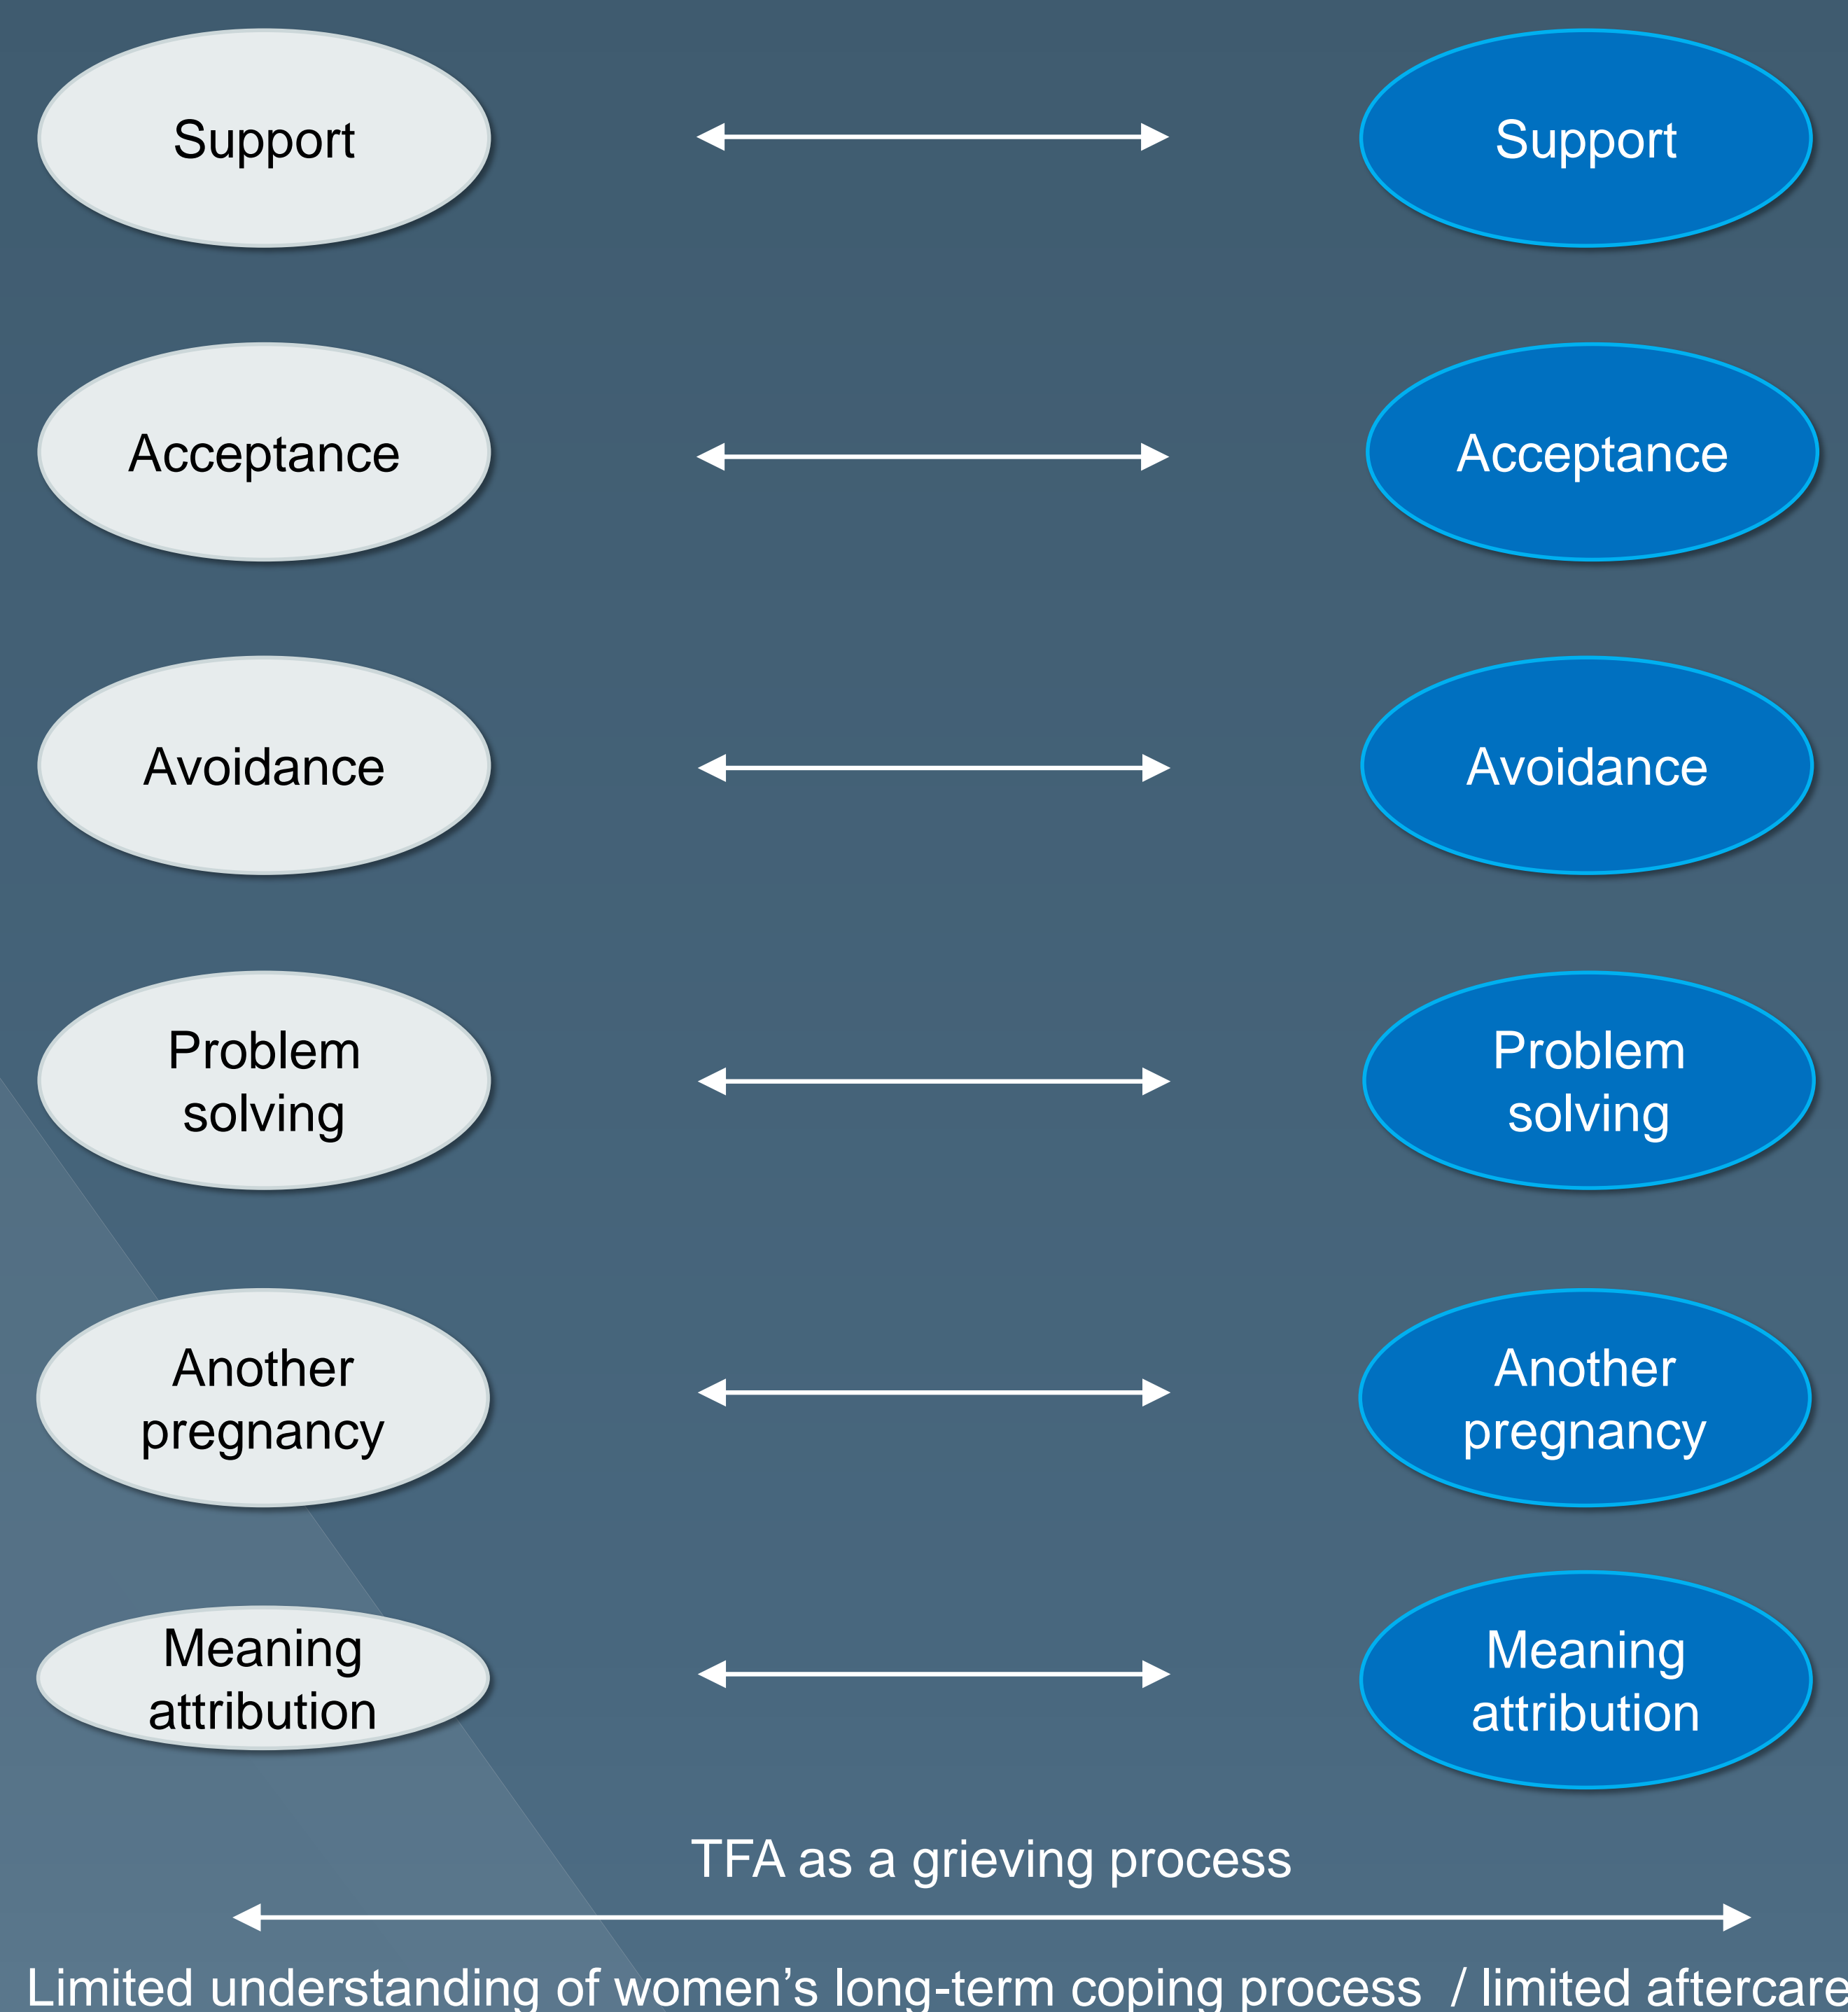 Support
Support
Acceptance
Acceptance
Avoidance
Avoidance
Problem
solving
Problem
solving
Another
pregnancy
Another
pregnancy
Meaning
attribution
Meaning
attribution
TFA as a grieving process
Limited understanding of women’s long-term coping process / limited aftercare